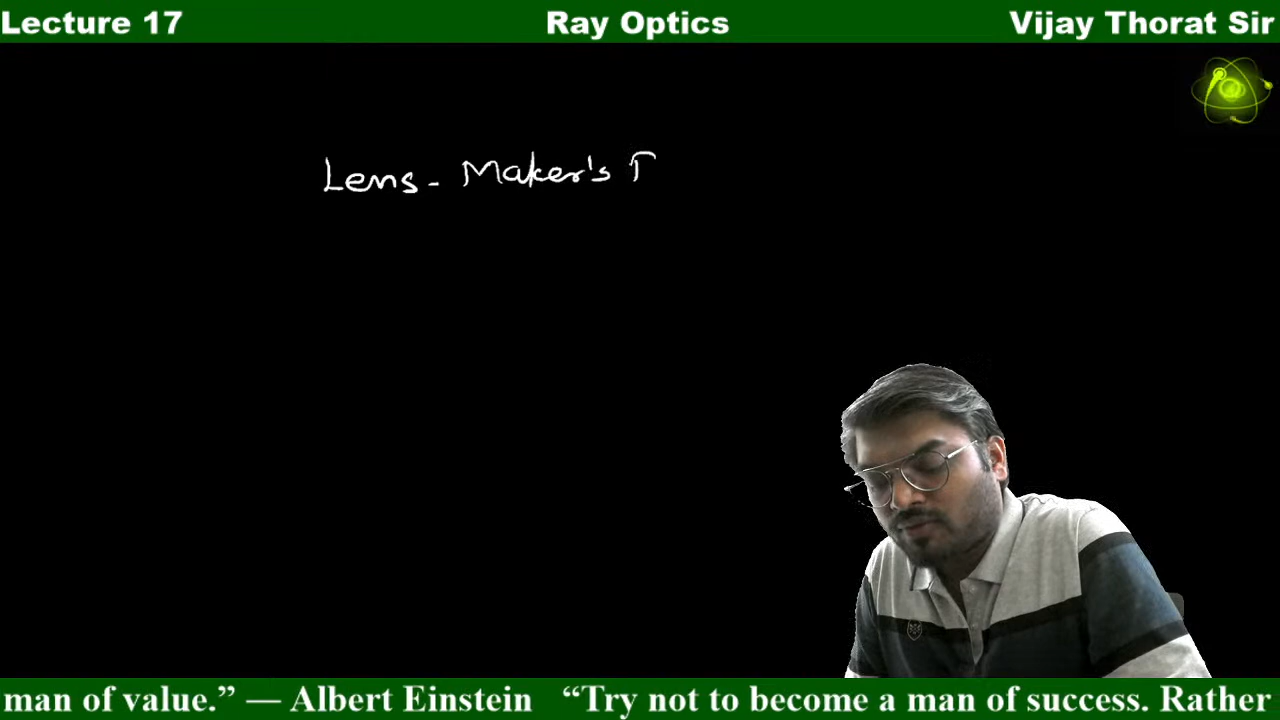 Lecture 17 Ray Optics Vijay Thorat Sir
Lens - Maker's
man of value.” — Albert Einstein “Try not to become a man of success. Rather